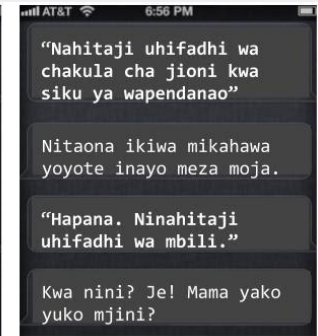 AT&T 6:56 PM
“Nahitaji uhifadhi wa
chakula cha jioni kwa
siku ya wapendanao”
Nitaona ikiwa mikahawa
yoyote inayo meza moja.
“Hapana. Ninahitaji
uhifadhi wa mbili.”
Kwa nini? Je! Mama yako
yuko mjini?